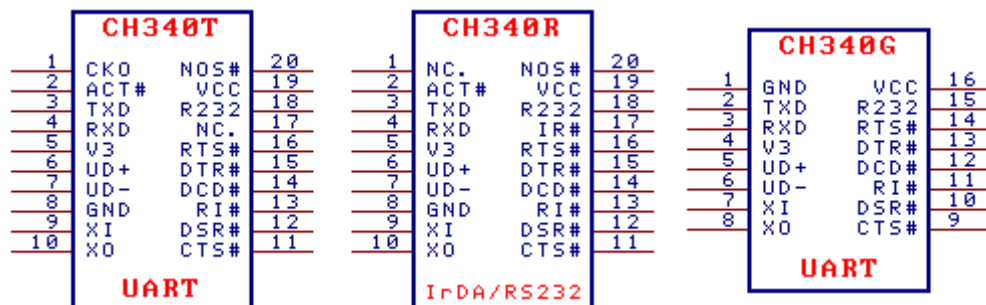 CH340T
1 CKO NOS# 20
2 ACT# VCC 19
3 TXD R232 18
4 RXD NC. 17
5 V3 RTS# 16
6 UD+ DTR# 15
7 UD- DCD# 14
8 GND RI# 13
9 XI DSR# 12
10 XO CTS# 11
UART
CH340R
1 NC. NOS# 20
2 ACT# VCC 19
3 TXD R232 18
4 RXD IR# 17
5 V3 RTS# 16
6 UD+ DTR# 15
7 UD- DCD# 14
8 GND RI# 13
9 XI DSR# 12
10 XO CTS# 11
IrDA/RS232
CH340G
1 GND VCC 16
2 TXD R232 15
3 RXD RTS# 14
4 V3 DTR# 13
5 UD+ DCD# 12
6 UD- RI# 11
7 XI DSR# 10
8 XO CTS# 9
UART